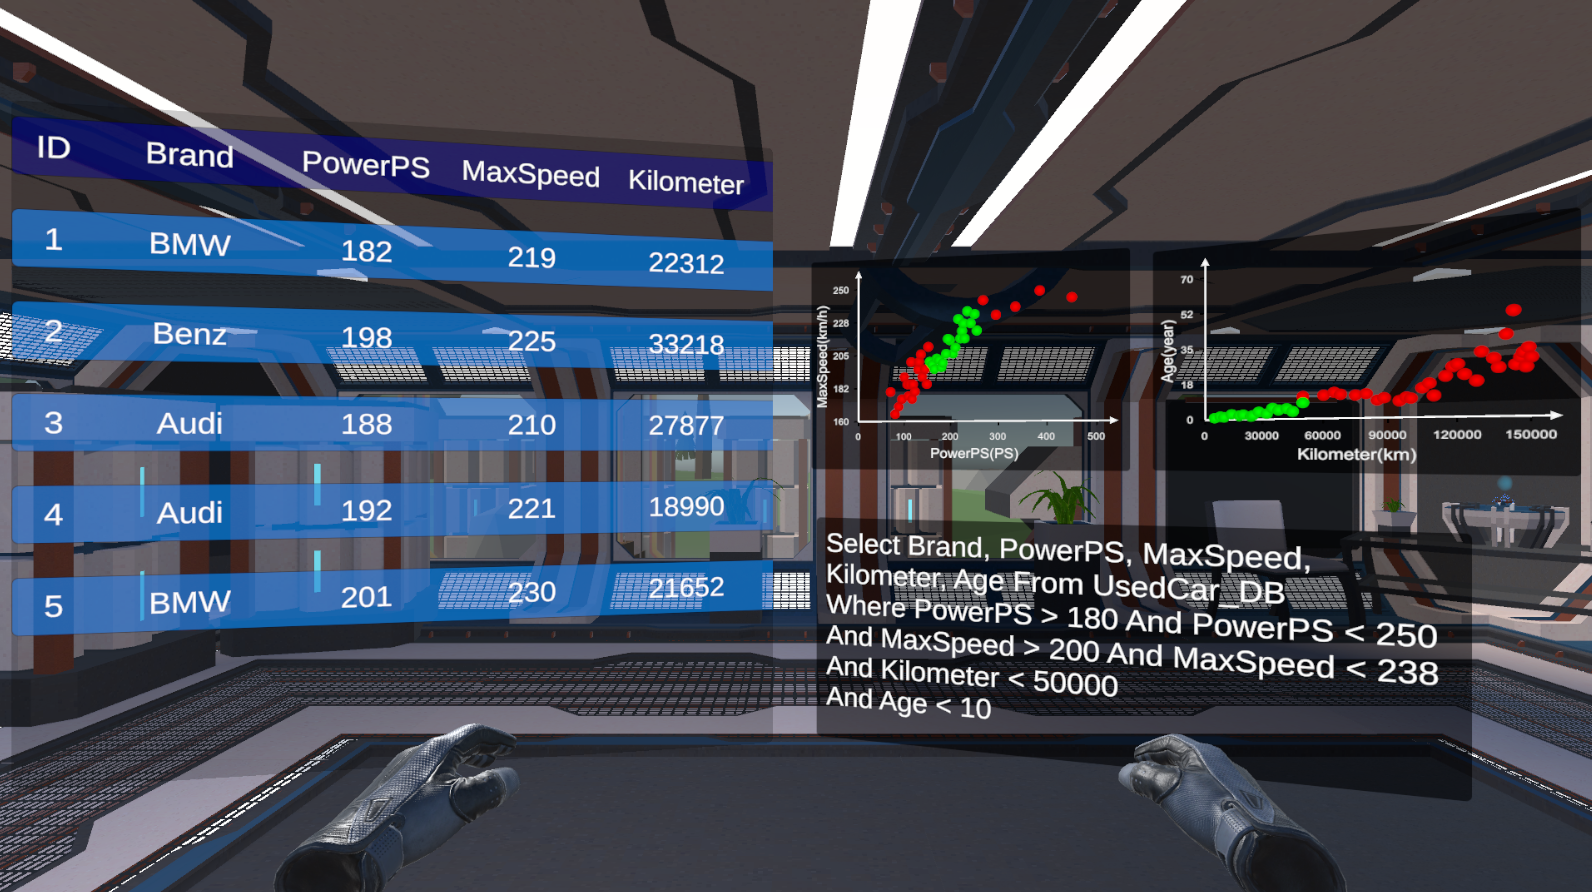 ID Brand PowerPS MaxSpeed Kilometer
1 BMW 182 219 22312
2 Benz 198 225 33218
3 Audi 188 210 27877
4 Audi 192 221 18990
5 BMW 201 230 21652
MaxSpeed(km/h)
250
228
205
182
160
0 100 200 300 400 500
PowerPS(PS)
Age(year)
70
52
35
18
0
0 30000 60000 90000 120000 150000
Kilometer(km)
Select Brand, PowerPS, MaxSpeed,
Kilometer, Age From UsedCar_DB
Where PowerPS > 180 And PowerPS < 250
And MaxSpeed > 200 And MaxSpeed < 238
And Kilometer < 50000
And Age < 10